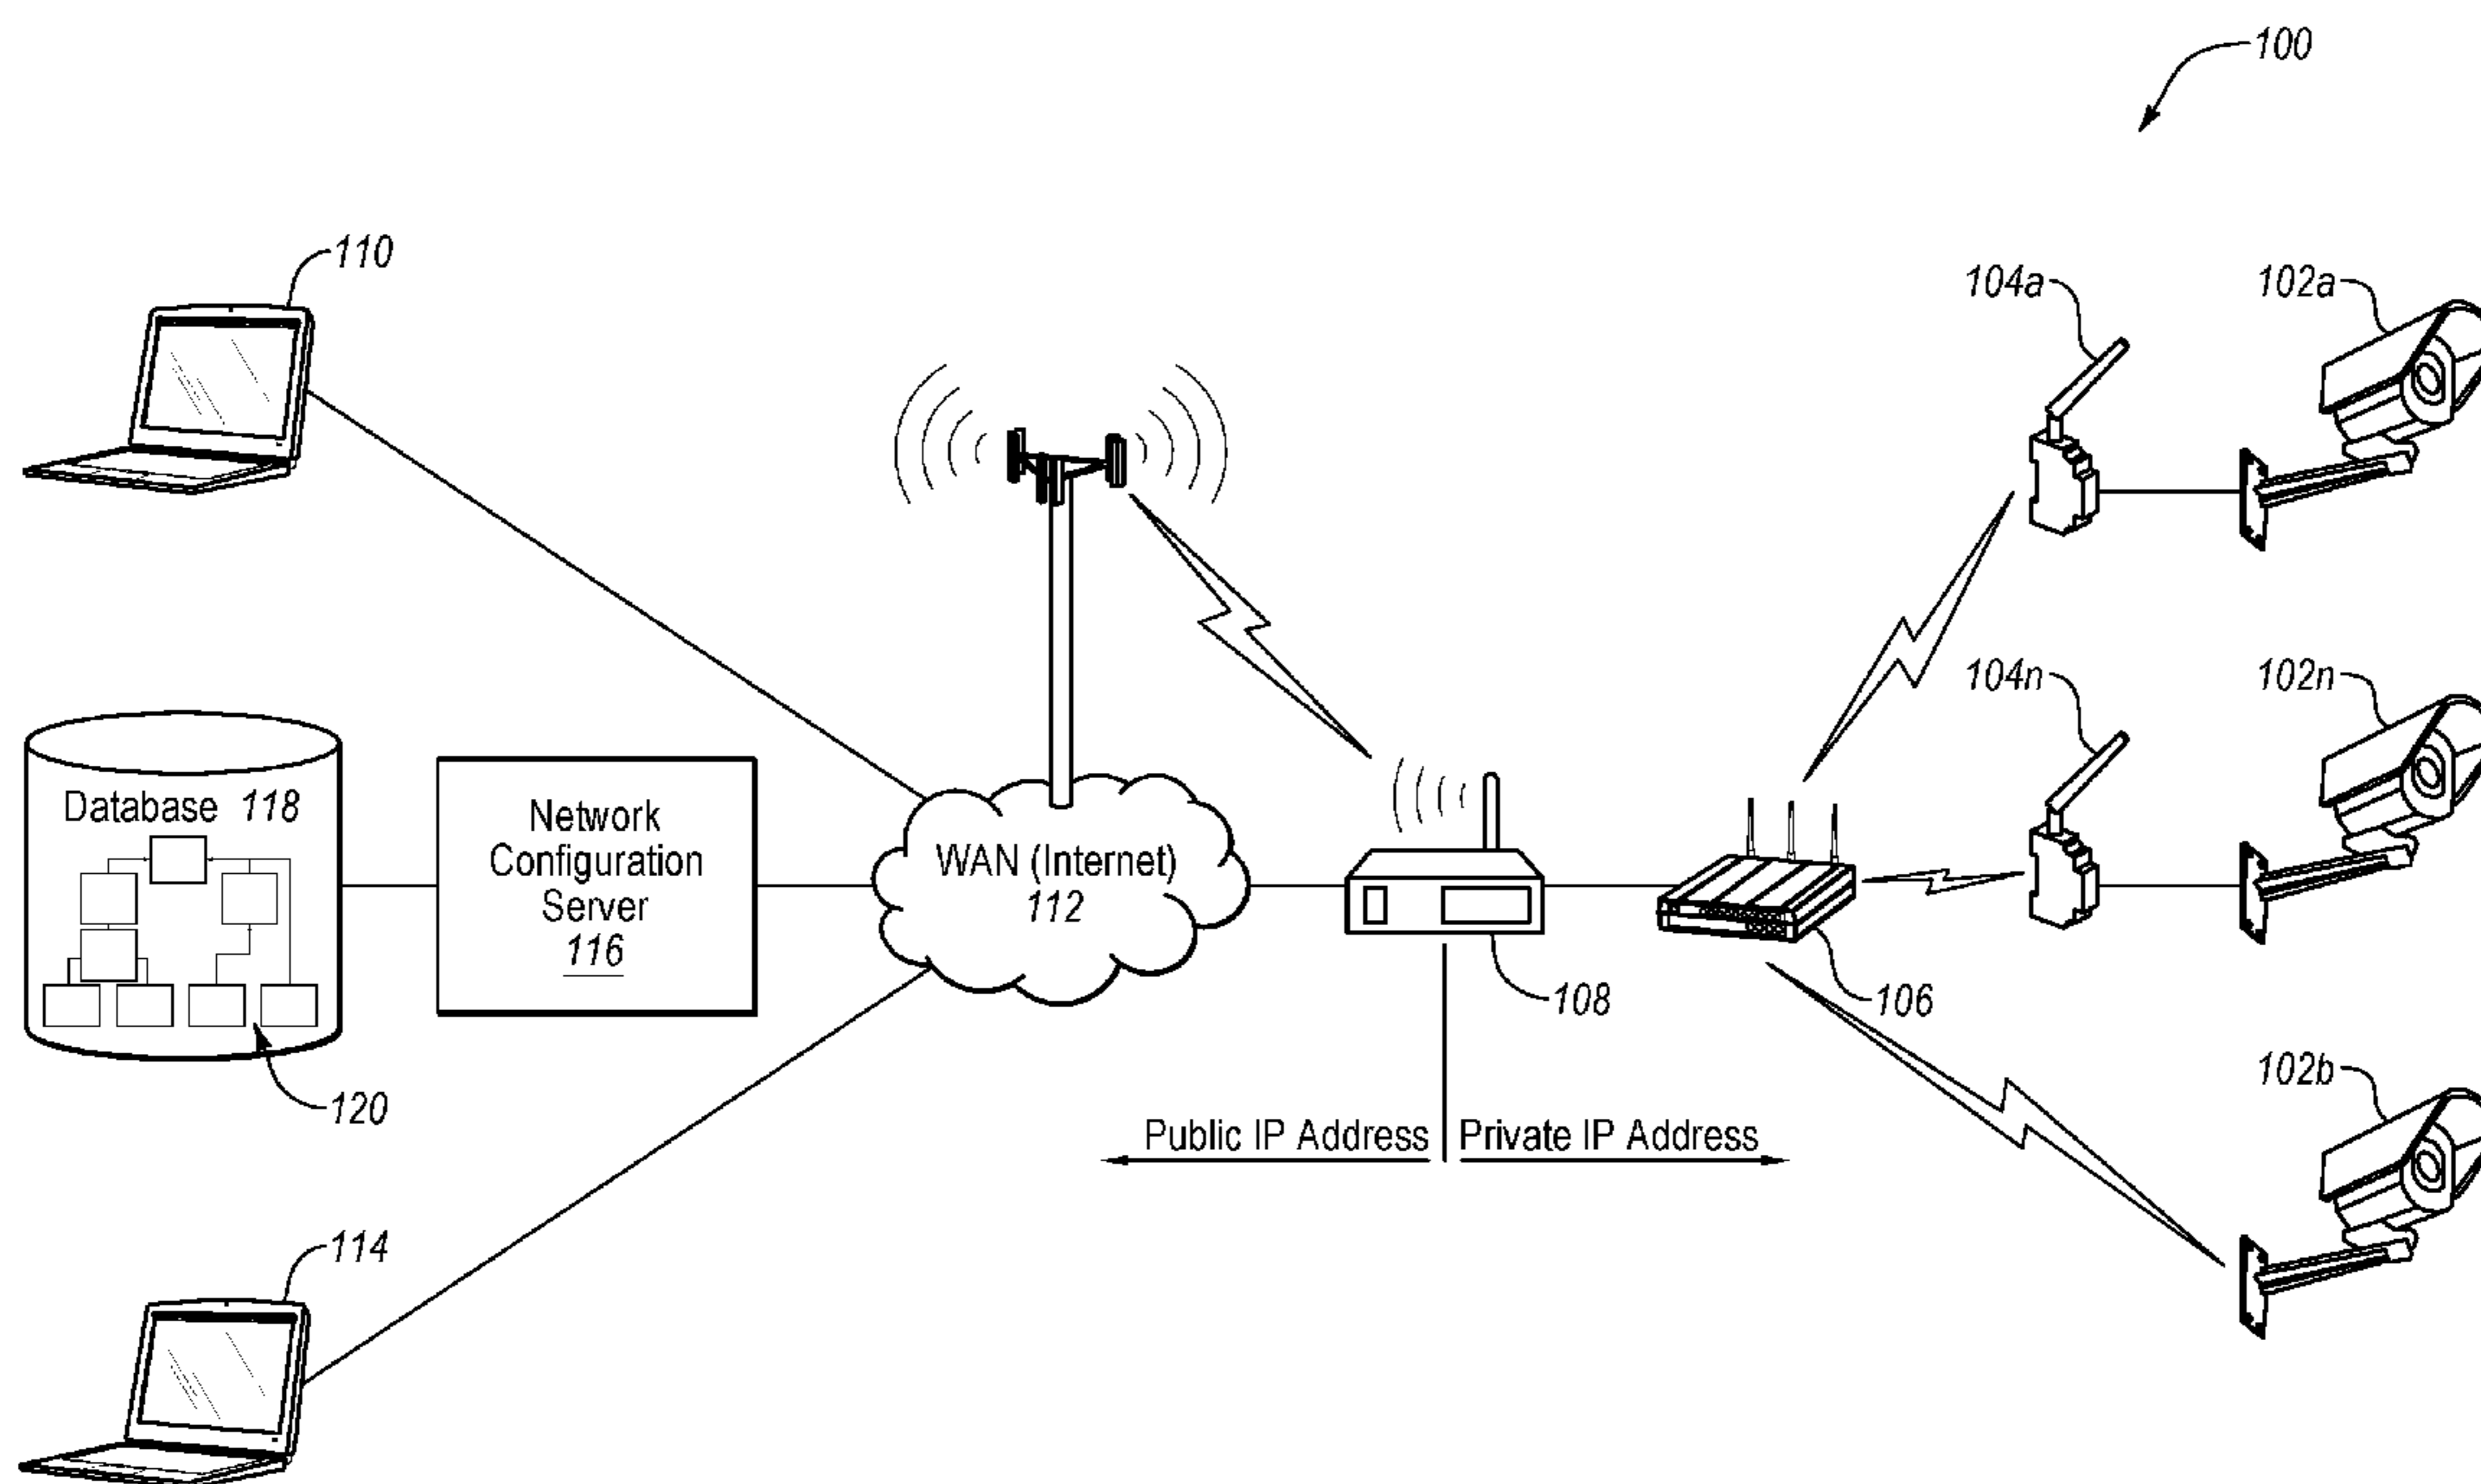 100
110
104a
102a
104n
102n
Database 118
Network
Configuration
Server
116
WAN (Internet)
112
108
106
102b
120
Public IP Address
Private IP Address
114